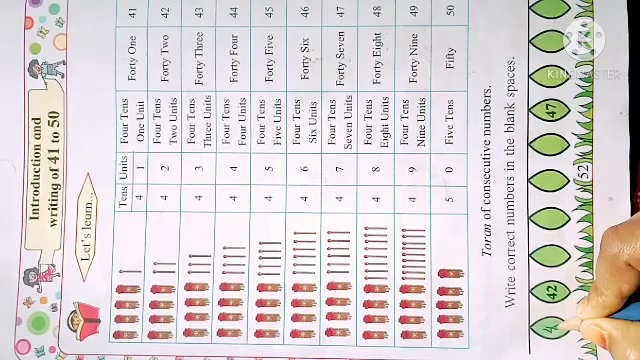 Introduction and
writing of 41 to 50
Let's learn...
Tens Units
4 1 Four Tens One Unit Forty One 41
4 2 Four Tens Two Units Forty Two 42
4 3 Four Tens Three Units Forty Three 43
4 4 Four Tens Four Units Forty Four 44
4 5 Four Tens Five Units Forty Five 45
4 6 Four Tens Six Units Forty Six 46
4 7 Four Tens Seven Units Forty Seven 47
4 8 Four Tens Eight Units Forty Eight 48
4 9 Four Tens Nine Units Forty Nine 49
5 0 Five Tens Fifty 50
Toran of consecutive numbers.
Write correct numbers in the blank spaces.
4 42 47
52
KINEMASTER